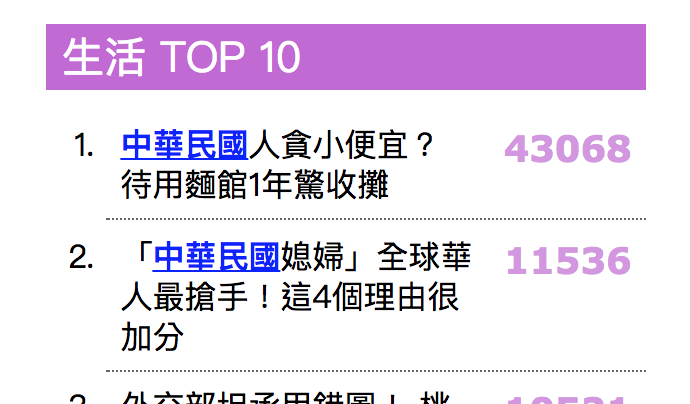 生活 TOP 10
1. 中華民國人貪小便宜？ 43068
待用麵館1年驚收攤
2. 「中華民國媳婦」全球華 11536
人最搶手！這4個理由很
加分